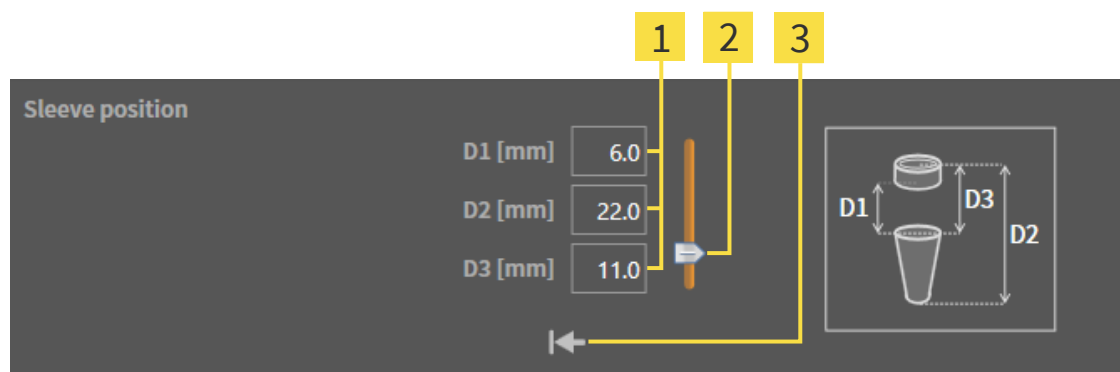 1 2 3
Sleeve position
D1 [mm] 6.0
D2 [mm] 22.0
D3 [mm] 11.0
D1 D3
D2